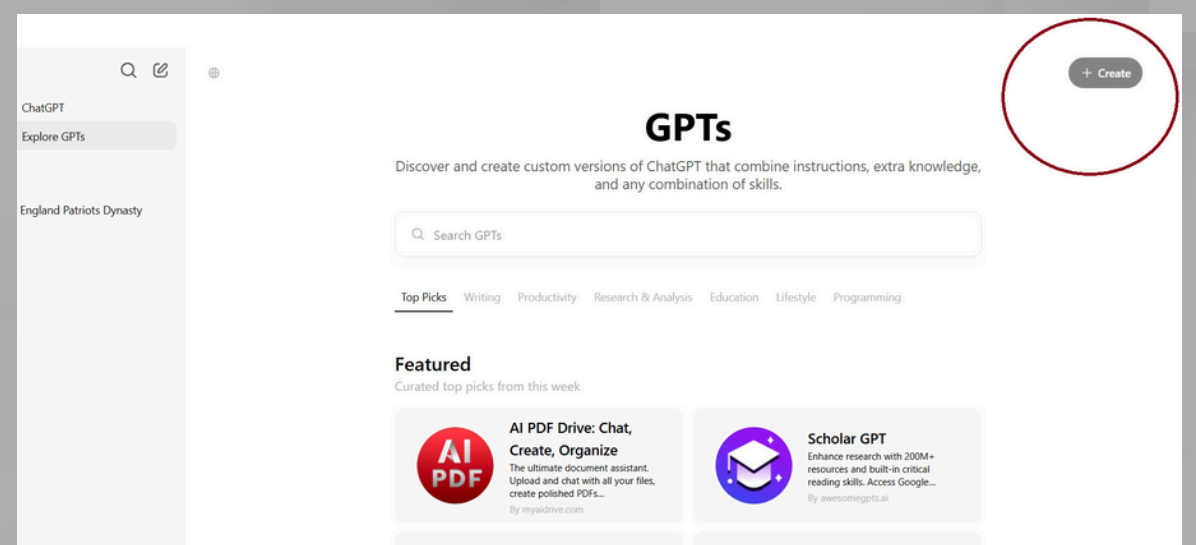 + Create
ChatGPT
Explore GPTs
England Patriots Dynasty
GPTs
Discover and create custom versions of ChatGPT that combine instructions, extra knowledge,
and any combination of skills.
Search GPTs
Top Picks Writing Productivity Research & Analysis Education Lifestyle Programming
Featured
Curated top picks from this week
AI
PDF
AI PDF Drive: Chat,
Create, Organize
The ultimate document assistant.
Upload and chat with all your files,
create polished PDFs...
By myaidrive.com
Scholar GPT
Enhance research with 200M+
resources and built-in critical
reading skills. Access Google...
By awesomegpts.ai